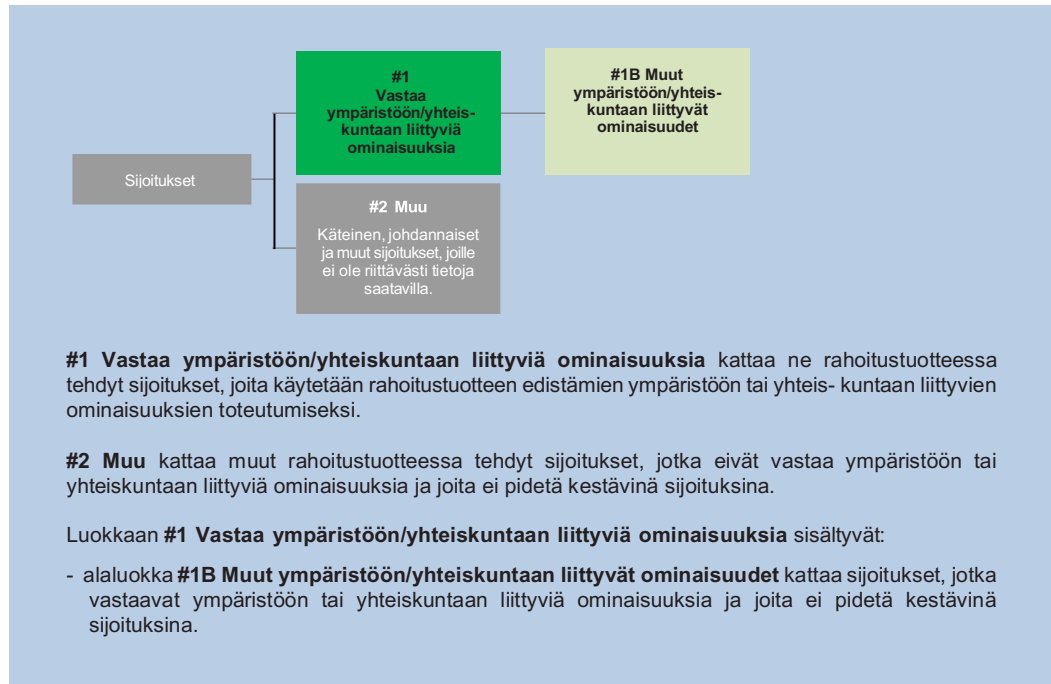 #1
Vastaa
ympäristöön/yhteis-
kuntaan liittyviä
ominaisuuksia
#1B Muut
ympäristöön/yhteis-
kuntaan liittyvät
ominaisuudet
Sijoitukset
#2 Muu
Käteinen, johdannaiset
ja muut sijoitukset, joille
ei ole riittävästi tietoja
saatavilla.
#1 Vastaa ympäristöön/yhteiskuntaan liittyviä ominaisuuksia kattaa ne rahoitustuotteessa
tehdyt sijoitukset, joita käytetään rahoitustuotteen edistämien ympäristöön tai yhteis- kuntaan liittyvien
ominaisuuksien toteutumiseksi.
#2 Muu kattaa muut rahoitustuotteessa tehdyt sijoitukset, jotka eivät vastaa ympäristöön tai
yhteiskuntaan liittyviä ominaisuuksia ja joita ei pidetä kestävinä sijoituksina.
Luokkaan #1 Vastaa ympäristöön/yhteiskuntaan liittyviä ominaisuuksia sisältyvät:
- alaluokka #1B Muut ympäristöön/yhteiskuntaan liittyvät ominaisuudet kattaa sijoitukset, jotka
vastaavat ympäristöön tai yhteiskuntaan liittyviä ominaisuuksia ja joita ei pidetä kestävinä
sijoituksina.